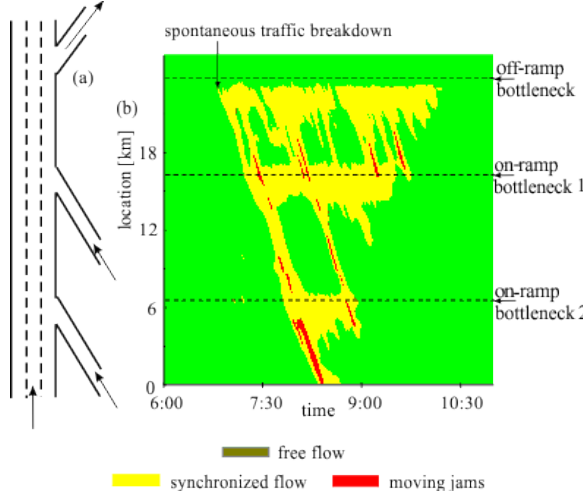 spontaneous traffic breakdown
(a)
(b)
off-ramp
bottleneck
location [km]
18
on-ramp
bottleneck 1
12
on-ramp
6
bottleneck 2
0
6:00
7:30
9:00
10:30
time
free flow
synchronized flow
moving jams